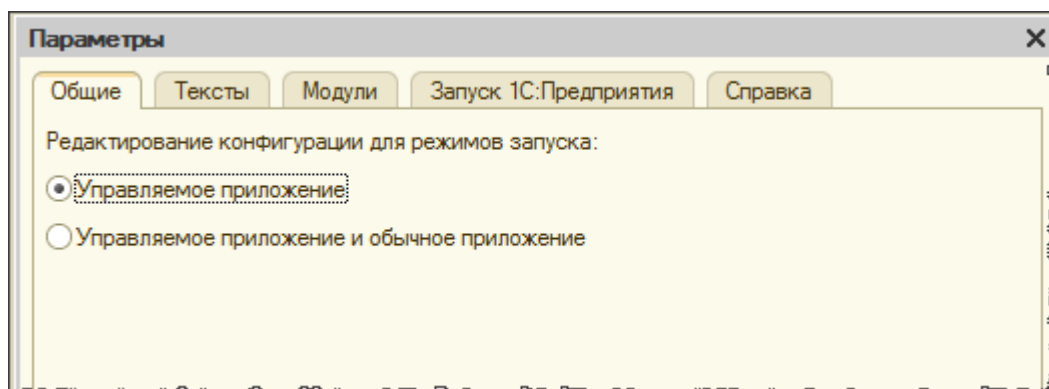 Параметры
Общие Тексты Модули Запуск 1С:Предприятия Справка
Редактирование конфигурации для режимов запуска:
Управляемое приложение
Управляемое приложение и обычное приложение